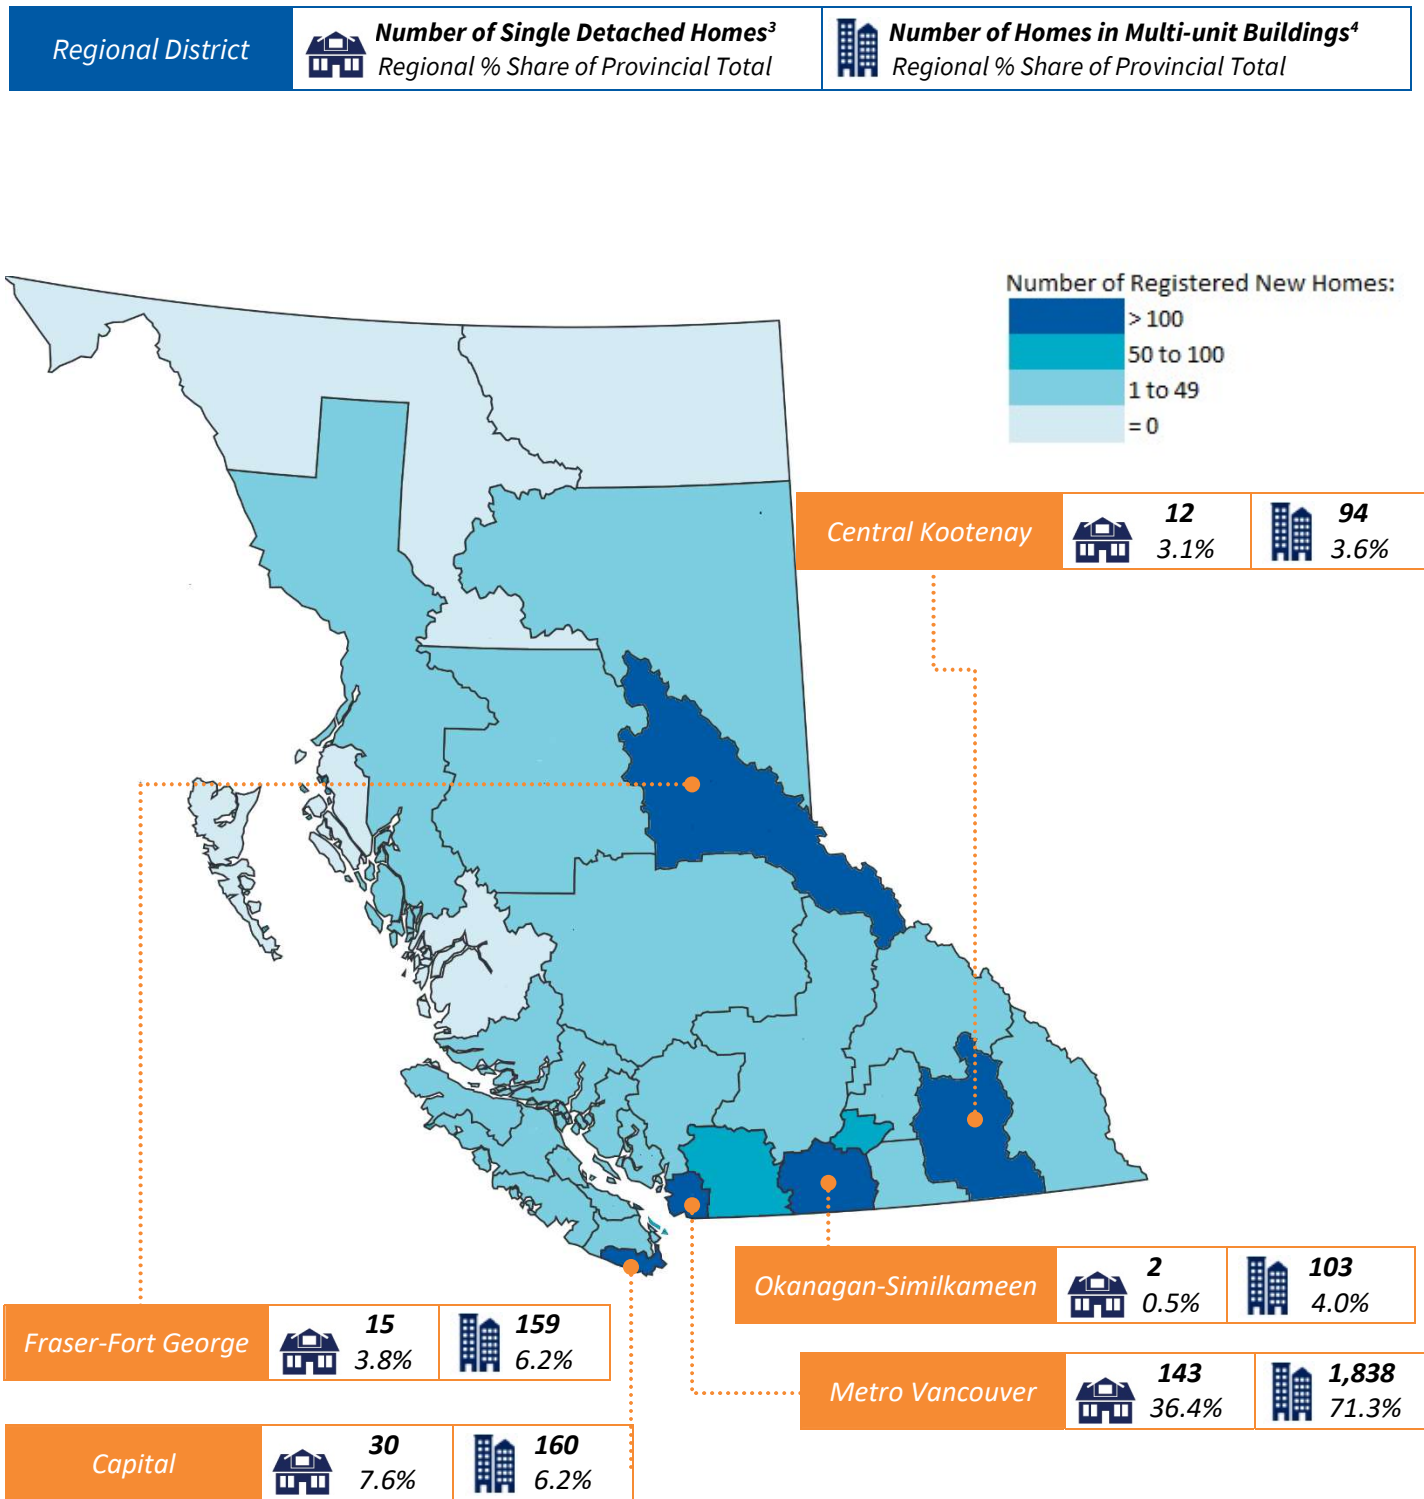 Regional District
Number of Single Detached Homes³
Regional % Share of Provincial Total
Number of Homes in Multi-unit Buildings⁴
Regional % Share of Provincial Total
Number of Registered New Homes:
> 100
50 to 100
1 to 49
= 0
Central Kootenay
12
3.1%
94
3.6%
Okanagan-Similkameen
2
0.5%
103
4.0%
Fraser-Fort George
15
3.8%
159
6.2%
Metro Vancouver
143
36.4%
1,838
71.3%
Capital
30
7.6%
160
6.2%